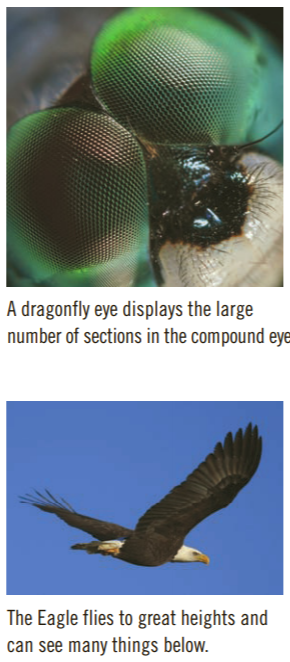 A dragonfly eye displays the large
number of sections in the compound eye
The Eagle flies to great heights and
can see many things below.